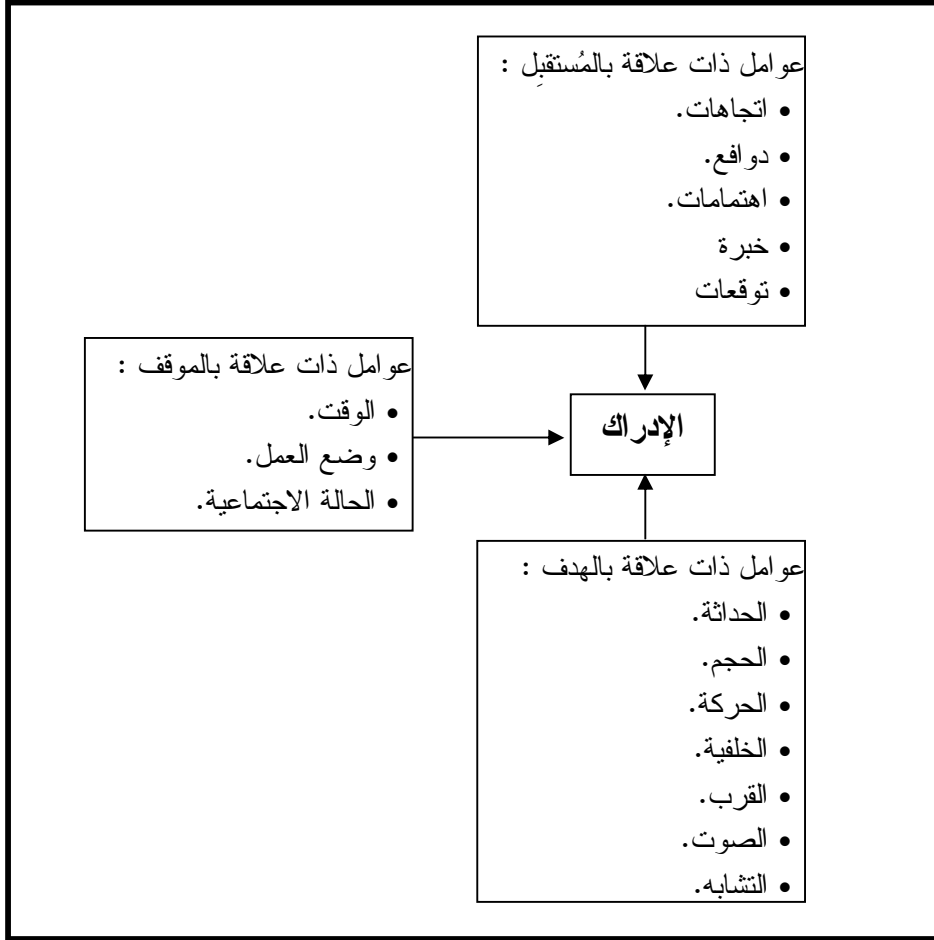 عوامل ذات علاقة بالمُستقبِل :
• اتجاهات.
• دوافع.
• اهتمامات.
• خبرة
• توقعات
عوامل ذات علاقة بالموقف :
• الوقت.
• وضع العمل.
• الحالة الاجتماعية.
الإدراك
عوامل ذات علاقة بالهدف :
• الحداثة.
• الحجم.
• الحركة.
• الخلفية.
• القرب.
• الصوت.
• التشابه.